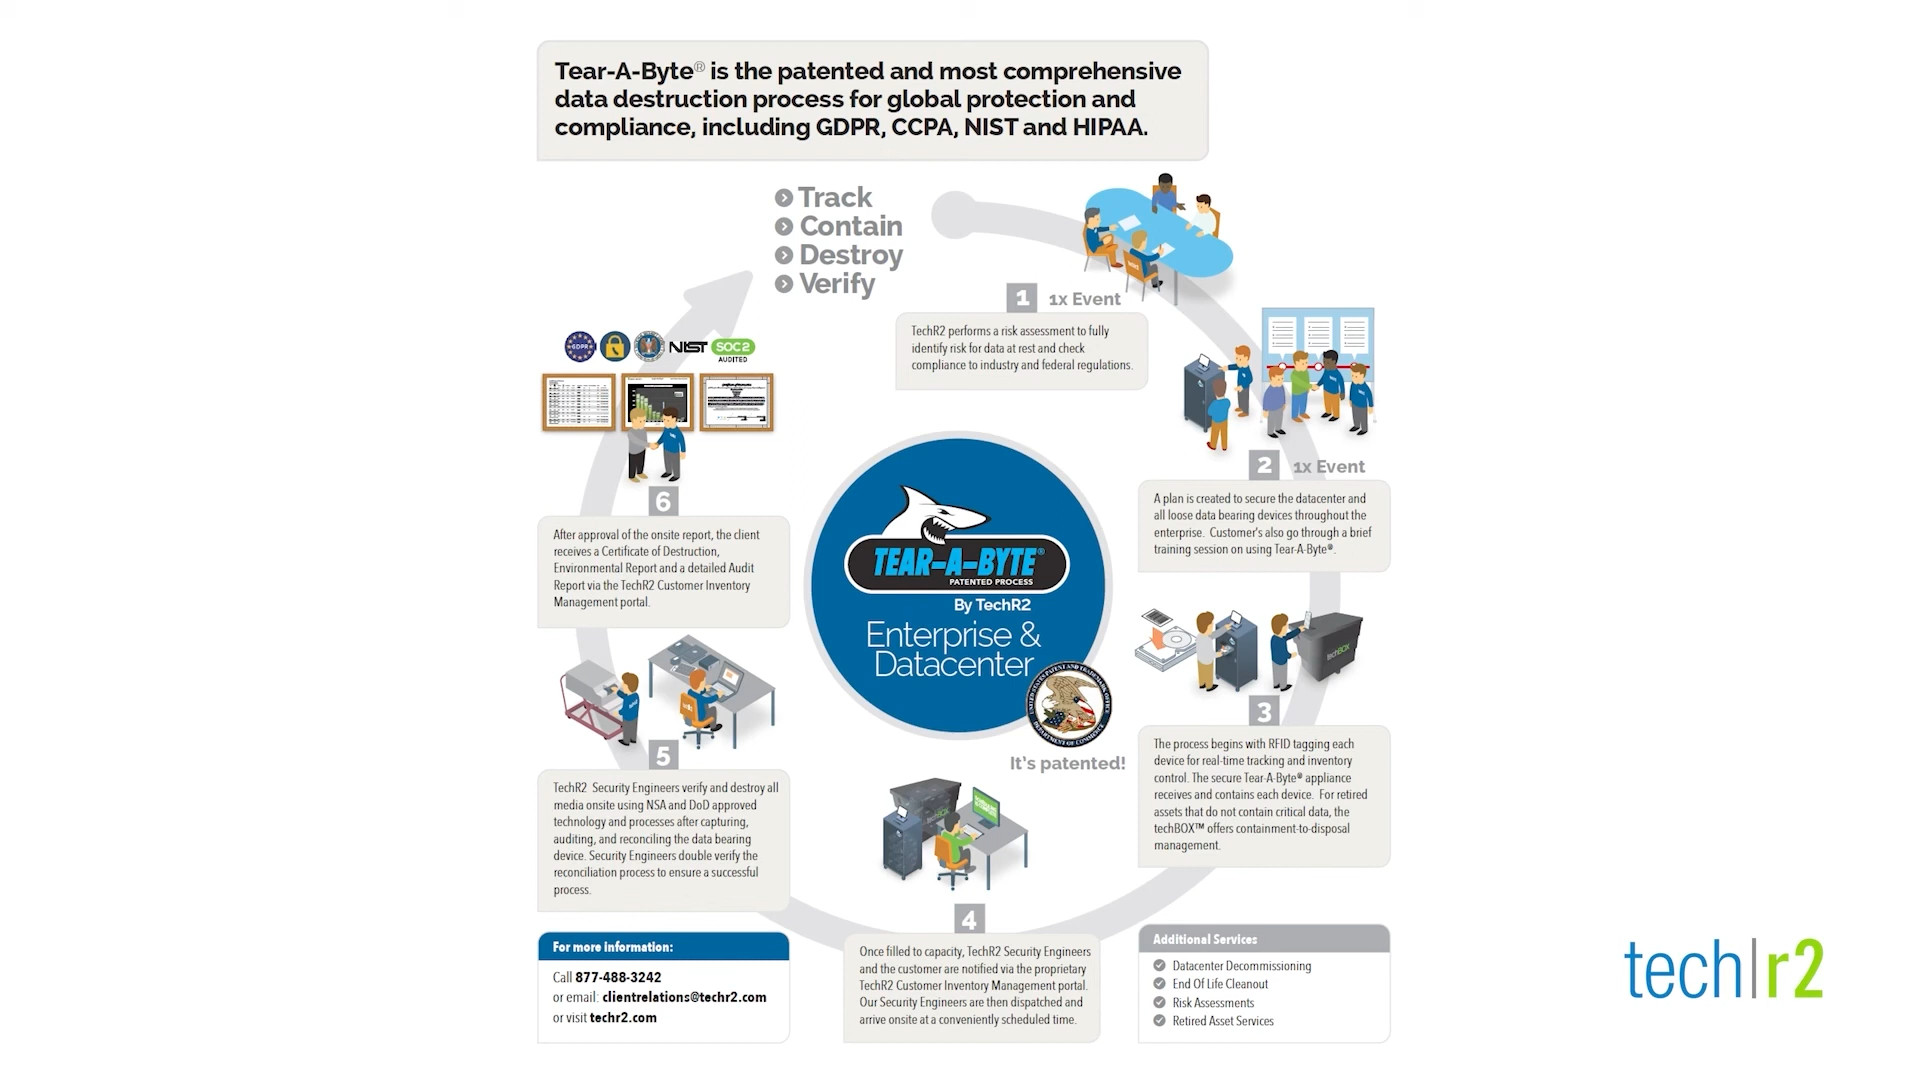 Tear-A-Byte® is the patented and most comprehensive
data destruction process for global protection and
compliance, including GDPR, CCPA, NIST and HIPAA.
Track
Contain
Destroy
Verify
1 1x Event
TechR2 performs a risk assessment to fully
identify risk for data at rest and check
compliance to industry and federal regulations.
2 1x Event
A plan is created to secure the datacenter and
all loose data bearing devices throughout the
enterprise. Customer's also go through a brief
training session on using Tear-A-Byte®.
techBOX
3
The process begins with RFID tagging each
device for real-time tracking and inventory
control. The secure Tear-A-Byte® appliance
receives and contains each device. For retired
assets that do not contain critical data, the
techBOX™ offers containment-to-disposal
management.
4
Once filled to capacity, TechR2 Security Engineers
and the customer are notified via the proprietary
TechR2 Customer Inventory Management portal.
Our Security Engineers are then dispatched and
arrive onsite at a conveniently scheduled time.
5
TechR2 Security Engineers verify and destroy all
media onsite using NSA and DoD approved
technology and processes after capturing,
auditing, and reconciling the data bearing
device. Security Engineers double verify the
reconciliation process to ensure a successful
process.
GDPR
NIST
SOC2
AUDITED
6
After approval of the onsite report, the client
receives a Certificate of Destruction,
Environmental Report and a detailed Audit
Report via the TechR2 Customer Inventory
Management portal.
TEAR-A-BYTE®
PATENTED PROCESS
By TechR2
Enterprise &
Datacenter
UNITED STATES PATENT AND TRADEMARK OFFICE
DEPARTMENT OF COMMERCE
It's patented!
For more information:
Call 877-488-3242
or email: clientrelations@techr2.com
or visit techr2.com
Additional Services
Datacenter Decommissioning
End Of Life Cleanout
Risk Assessments
Retired Asset Services
tech|r2